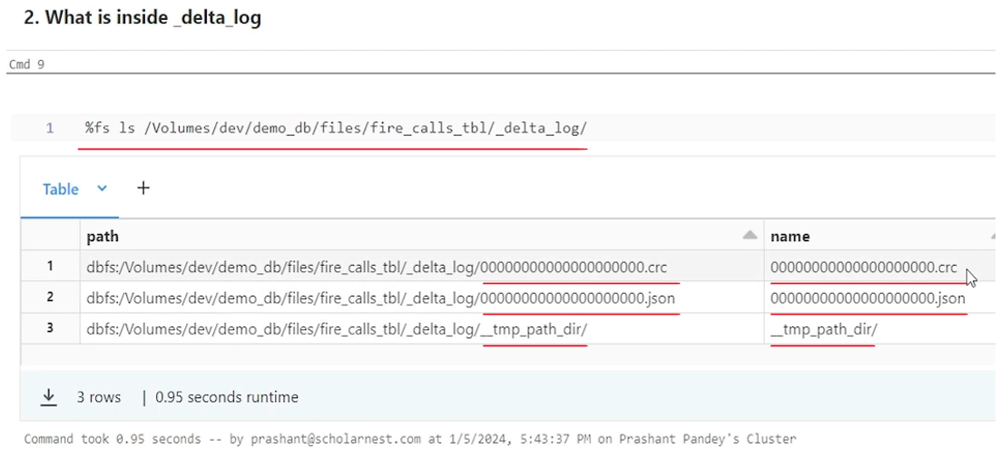 2. What is inside _delta_log
Cmd 9
1 %fs ls /Volumes/dev/demo_db/files/fire_calls_tbl/_delta_log/
Table +
path name
1 dbfs:/Volumes/dev/demo_db/files/fire_calls_tbl/_delta_log/00000000000000000000.crc 00000000000000000000.crc
2 dbfs:/Volumes/dev/demo_db/files/fire_calls_tbl/_delta_log/00000000000000000000.json 00000000000000000000.json
3 dbfs:/Volumes/dev/demo_db/files/fire_calls_tbl/_delta_log/__tmp_path_dir/ __tmp_path_dir/
3 rows | 0.95 seconds runtime
Command took 0.95 seconds -- by prashant@scholarnest.com at 1/5/2024, 5:43:37 PM on Prashant Pandey's Cluster